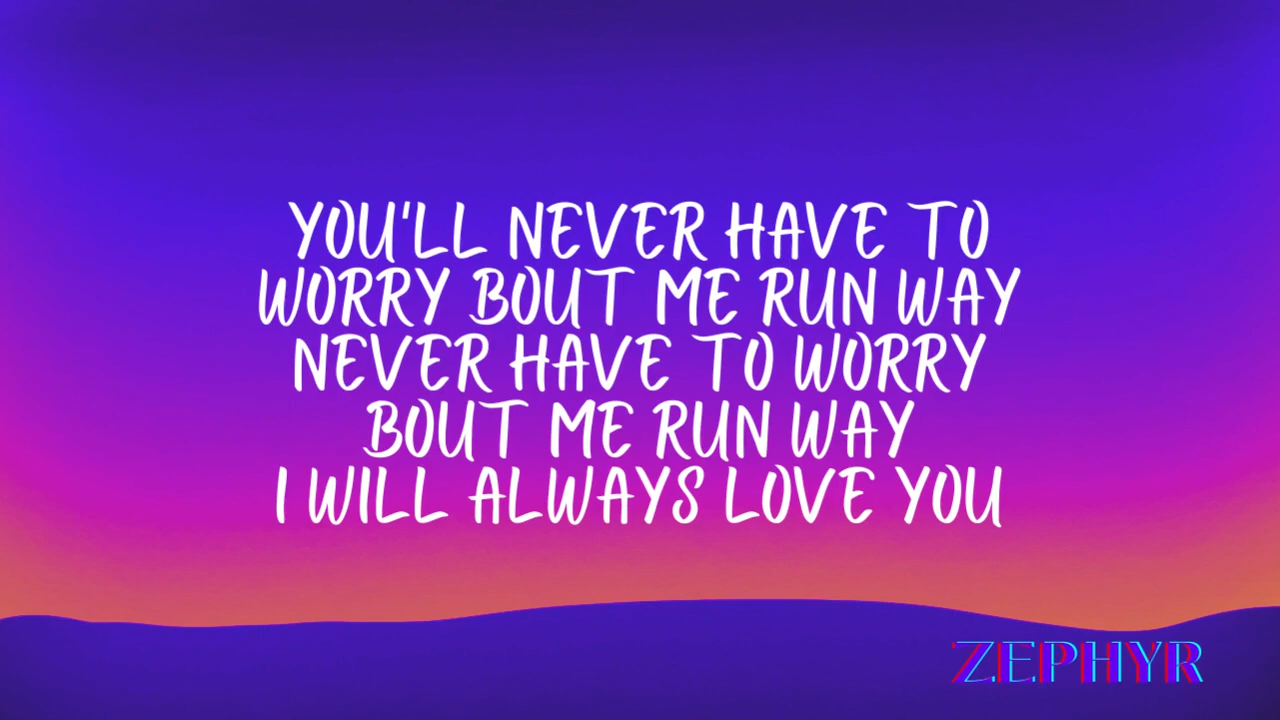 YOU'LL NEVER HAVE TO
WORRY BOUT ME RUN WAY
NEVER HAVE TO WORRY
BOUT ME RUN WAY
I WILL ALWAYS LOVE YOU
ZEPHYR